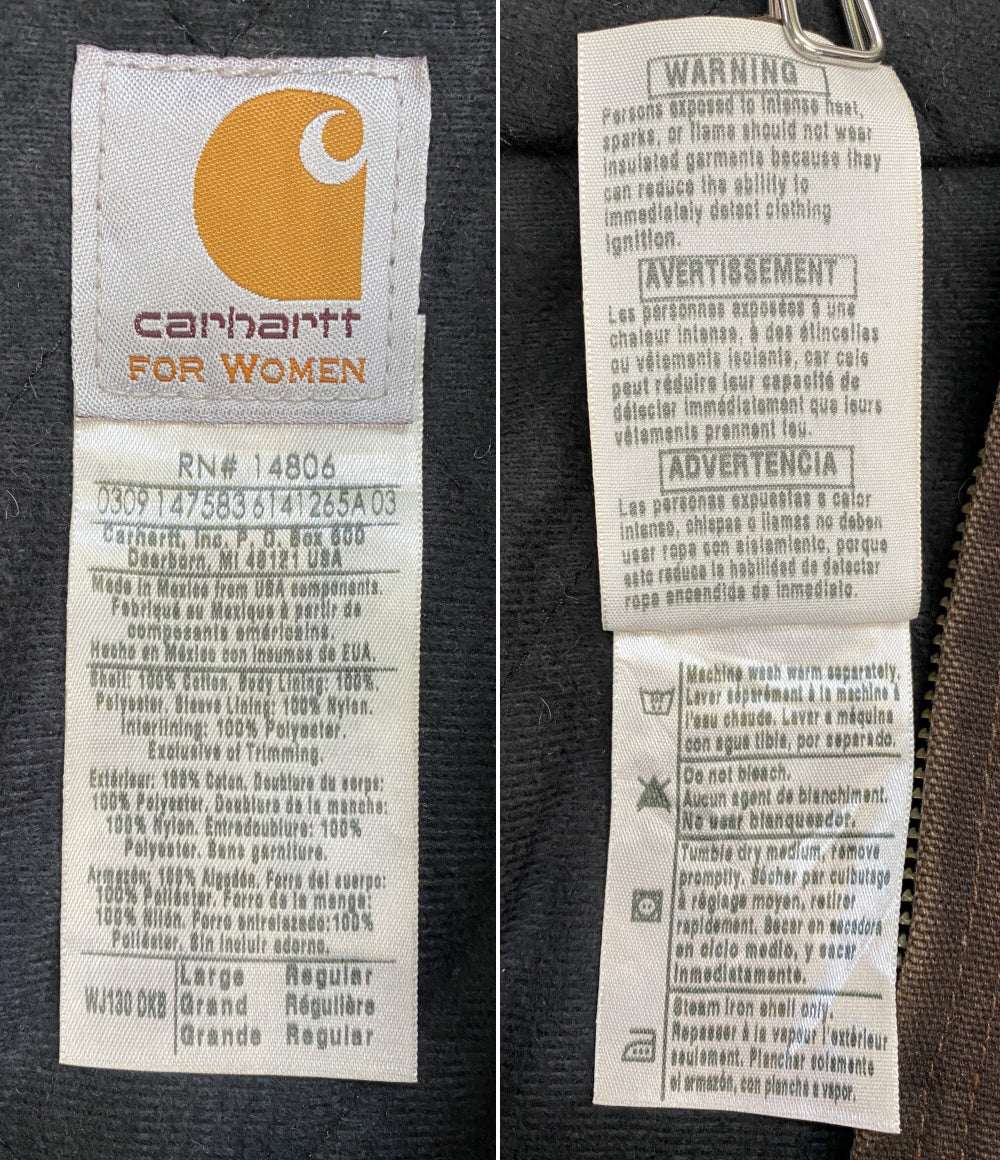 carhartt
FOR WOMEN
RN# 14806
0309 147583 6141265A 03
Carhartt, Inc. P. O. Box 600
Dearborn, MI 48121 USA
Made in Mexico from USA components.
Fabriqué au Mexique à partir de
composants américains.
Hecho en México con insumos de EUA.
Shell: 100% Cotton. Body Lining: 100%
Polyester. Sleeve Lining: 100% Nylon.
Interlining: 100% Polyester.
Exclusive of Trimming.
Extérieur: 100% Coton. Doublure du corps:
100% Polyester. Doublure de la manche:
100% Nylon. Entredoublure: 100%
Polyester. Sans garniture.
Armazón: 100% Algodón. Forro del cuerpo:
100% Poliéster. Forro de la manga:
100% Nilón. Forro entrelazado:100%
Poliéster. Sin incluir adorno.
WJ130 DKB
Large Regular
Grand Régulière
Grande Regular
WARNING
Persons exposed to intense heat,
sparks, or flame should not wear
insulated garments because they
can reduce the ability to
immediately detect clothing
ignition.
AVERTISSEMENT
Les personnes exposées à une
chaleur intense, à des étincelles
ou vêtements isolants, car cela
peut réduire leur capacité de
détecter immédiatement que leurs
vêtements prennent feu.
ADVERTENCIA
Las personas expuestas a calor
intenso, chispas o llamas no deben
usar ropa con aislamiento, porque
esto reduce la habilidad de detectar
ropa encendida de inmediato.
Machine wash warm separately.
Laver séparément à la machine à
l'eau chaude. Lavar a máquina
con agua tibia, por separado.
Do not bleach.
Aucun agent de blanchiment.
No usar blanqueador.
Tumble dry medium, remove
promptly. Sécher par culbutage
à réglage moyen, retirer
rapidement. Secar en secadora
en ciclo medio, y sacar
inmediatamente.
Steam iron shell only.
Repasser à la vapeur l'extérieur
seulement. Planchar solamente
el armazón, con plancha a vapor.